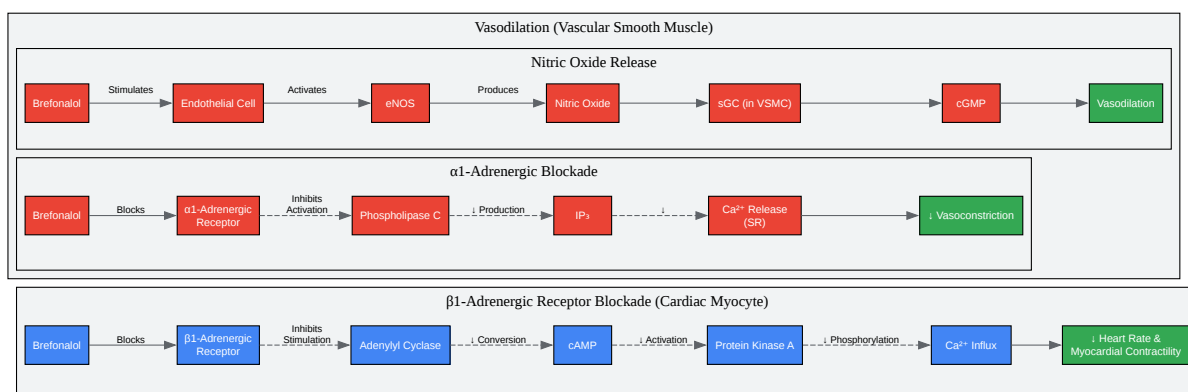 Vasodilation (Vascular Smooth Muscle)
Nitric Oxide Release
Brefonalol
Stimulates
Endothelial Cell
Activates
eNOS
Produces
Nitric Oxide
sGC (in VSMC)
cGMP
Vasodilation
α1-Adrenergic Blockade
Brefonalol
Blocks
α1-Adrenergic
Receptor
Inhibits
Activation
Phospholipase C
↓ Production
IP₃
↓
Ca²⁺ Release
(SR)
↓ Vasoconstriction
β1-Adrenergic Receptor Blockade (Cardiac Myocyte)
Brefonalol
Blocks
β1-Adrenergic
Receptor
Inhibits
Stimulation
Adenylyl Cyclase
↓ Conversion
cAMP
↓ Activation
Protein Kinase A
↓ Phosphorylation
Ca²⁺ Influx
↓ Heart Rate &
Myocardial Contractility